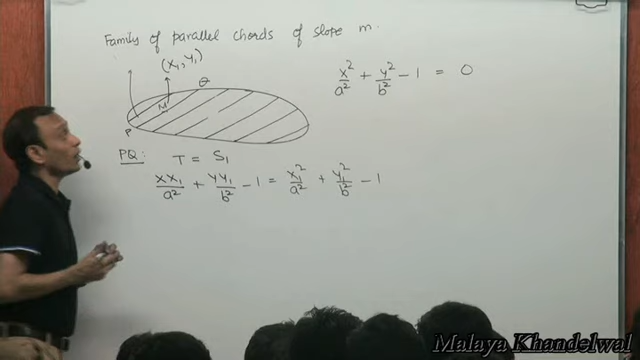 Family of parallel chords of slope m.
(x₁, y₁)
x²/a² + y²/b² - 1 = 0
Q
M
P
PQ: T = S₁
xx₁/a² + yy₁/b² - 1 = x₁²/a² + y₁²/b² - 1
Malaya Khandelwal